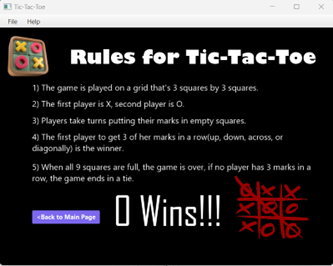 Tic-Tac-Toe
File Help
Rules for Tic-Tac-Toe
1) The game is played on a grid that's 3 squares by 3 squares.
2) The first player is X, second player is O.
3) Players take turns putting their marks in empty squares.
4) The first player to get 3 of her marks in a row(up, down, across, or
diagonally) is the winner.
5) When all 9 squares are full, the game is over, if no player has 3 marks in a
row, the game ends in a tie.
O Wins!!!
<Back to Main Page
O X X
X O O
X O O